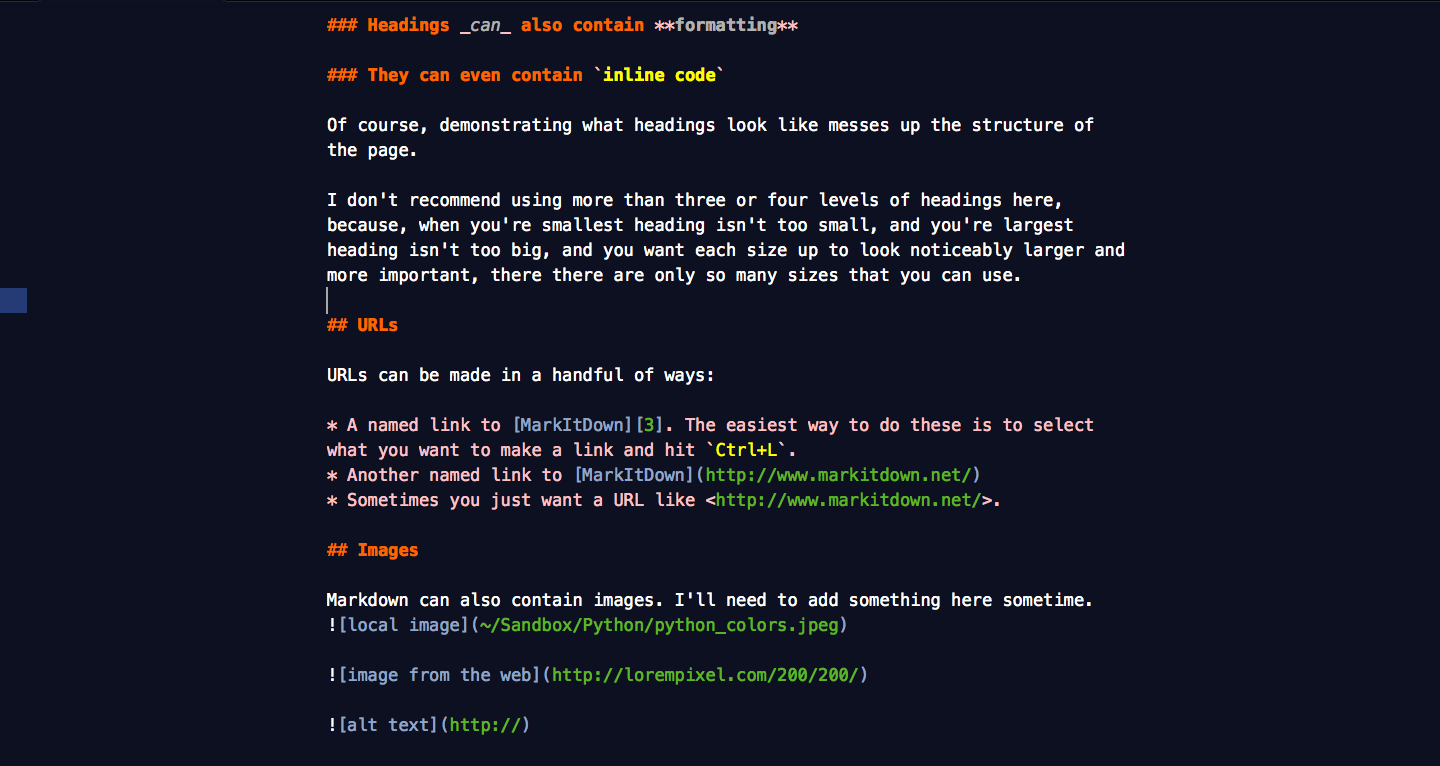 ### Headings _can_ also contain **formatting**
### They can even contain `inline code`
Of course, demonstrating what headings look like messes up the structure of
the page.
I don't recommend using more than three or four levels of headings here,
because, when you're smallest heading isn't too small, and you're largest
heading isn't too big, and you want each size up to look noticeably larger and
more important, there there are only so many sizes that you can use.
## URLs
URLs can be made in a handful of ways:
* A named link to [MarkItDown][3]. The easiest way to do these is to select
what you want to make a link and hit `Ctrl+L`.
* Another named link to [MarkItDown](http://www.markitdown.net/)
* Sometimes you just want a URL like <http://www.markitdown.net/>.
## Images
Markdown can also contain images. I'll need to add something here sometime.
![local image](~/Sandbox/Python/python_colors.jpeg)
![image from the web](http://lorempixel.com/200/200/)
![alt text](http://)